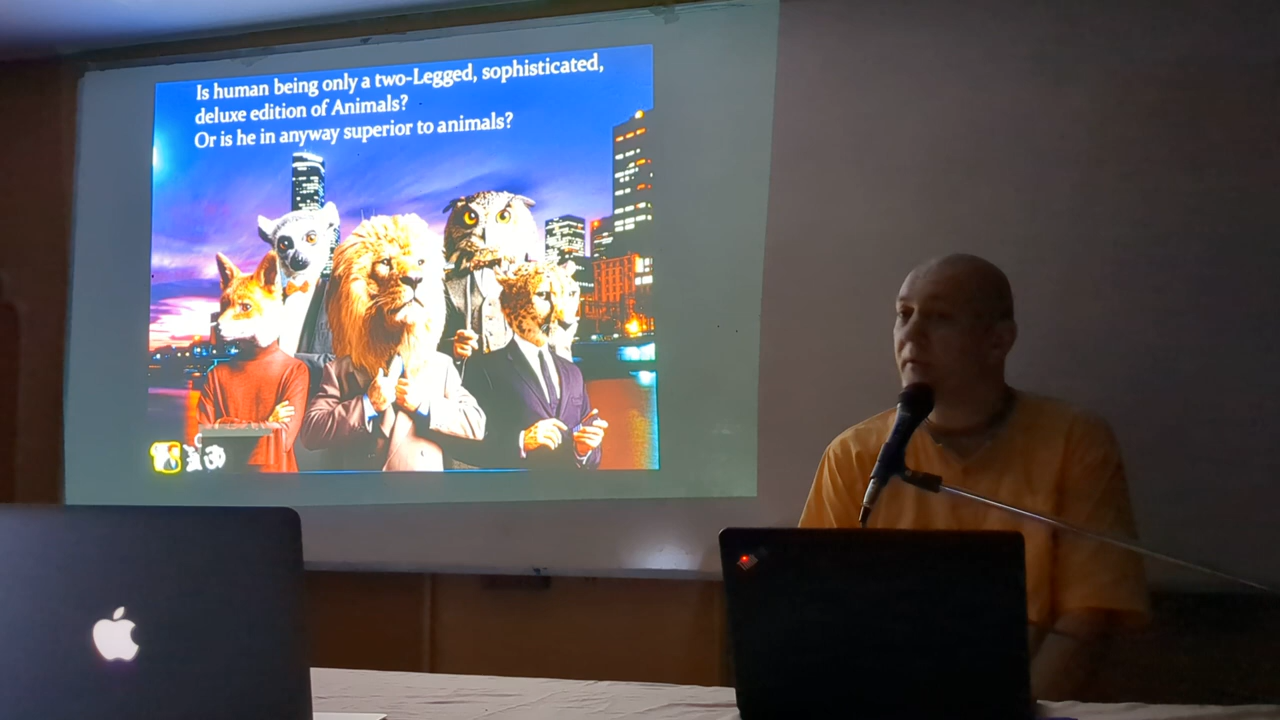 Is human being only a two-Legged, sophisticated,
deluxe edition of Animals?
Or is he in anyway superior to animals?